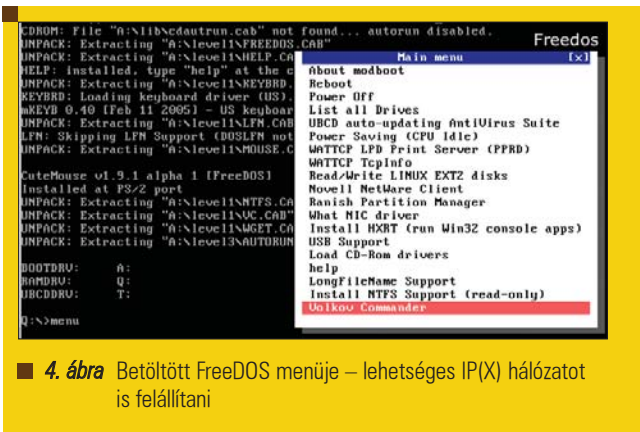 CDROM: File "A:\lib\cdautrun.cab" not found... autorun disabled.
UNPACK: Extracting "A:\level1\FREEDOS.CAB"
UNPACK: Extracting "A:\level1\HELP.CA
HELP: installed, type "help" at the c
UNPACK: Extracting "A:\level1\KEYBRD.
KEYBRD: Loading keyboard driver (US).
mKEYB 0.40 [Feb 11 2005] - US keyboar
UNPACK: Extracting "A:\level1\LFN.CAB
LFN: Skipping LFN Support (DOSLFN not
UNPACK: Extracting "A:\level1\MOUSE.C
CuteMouse v1.9.1 alpha 1 [FreeDOS]
Installed at PS/2 port
UNPACK: Extracting "A:\level1\NTFS.CA
UNPACK: Extracting "A:\level1\VC.CAB"
UNPACK: Extracting "A:\level1\WGET.CA
UNPACK: Extracting "A:\level3\AUTORUN
BOOTDRV: A:
RAMDRV: Q:
UBCDDRV: T:
Q:\>menu
Freedos
Main menu [x]
About modboot
Reboot
Power Off
List all Drives
UBCD auto-updating AntiVirus Suite
Power Saving (CPU Idle)
WATTCP LPD Print Server (PPRD)
WATTCP TcpInfo
Read/Write LINUX EXT2 disks
Novell NetWare Client
Ranish Partition Manager
What NIC driver
Install HXRT (run Win32 console apps)
USB Support
Load CD-Rom drivers
help
LongFileName Support
Install NTFS Support (read-only)
Volkov Commander
4. ábra Betöltött FreeDOS menüje – lehetséges IP(X) hálózatot
is felállítani